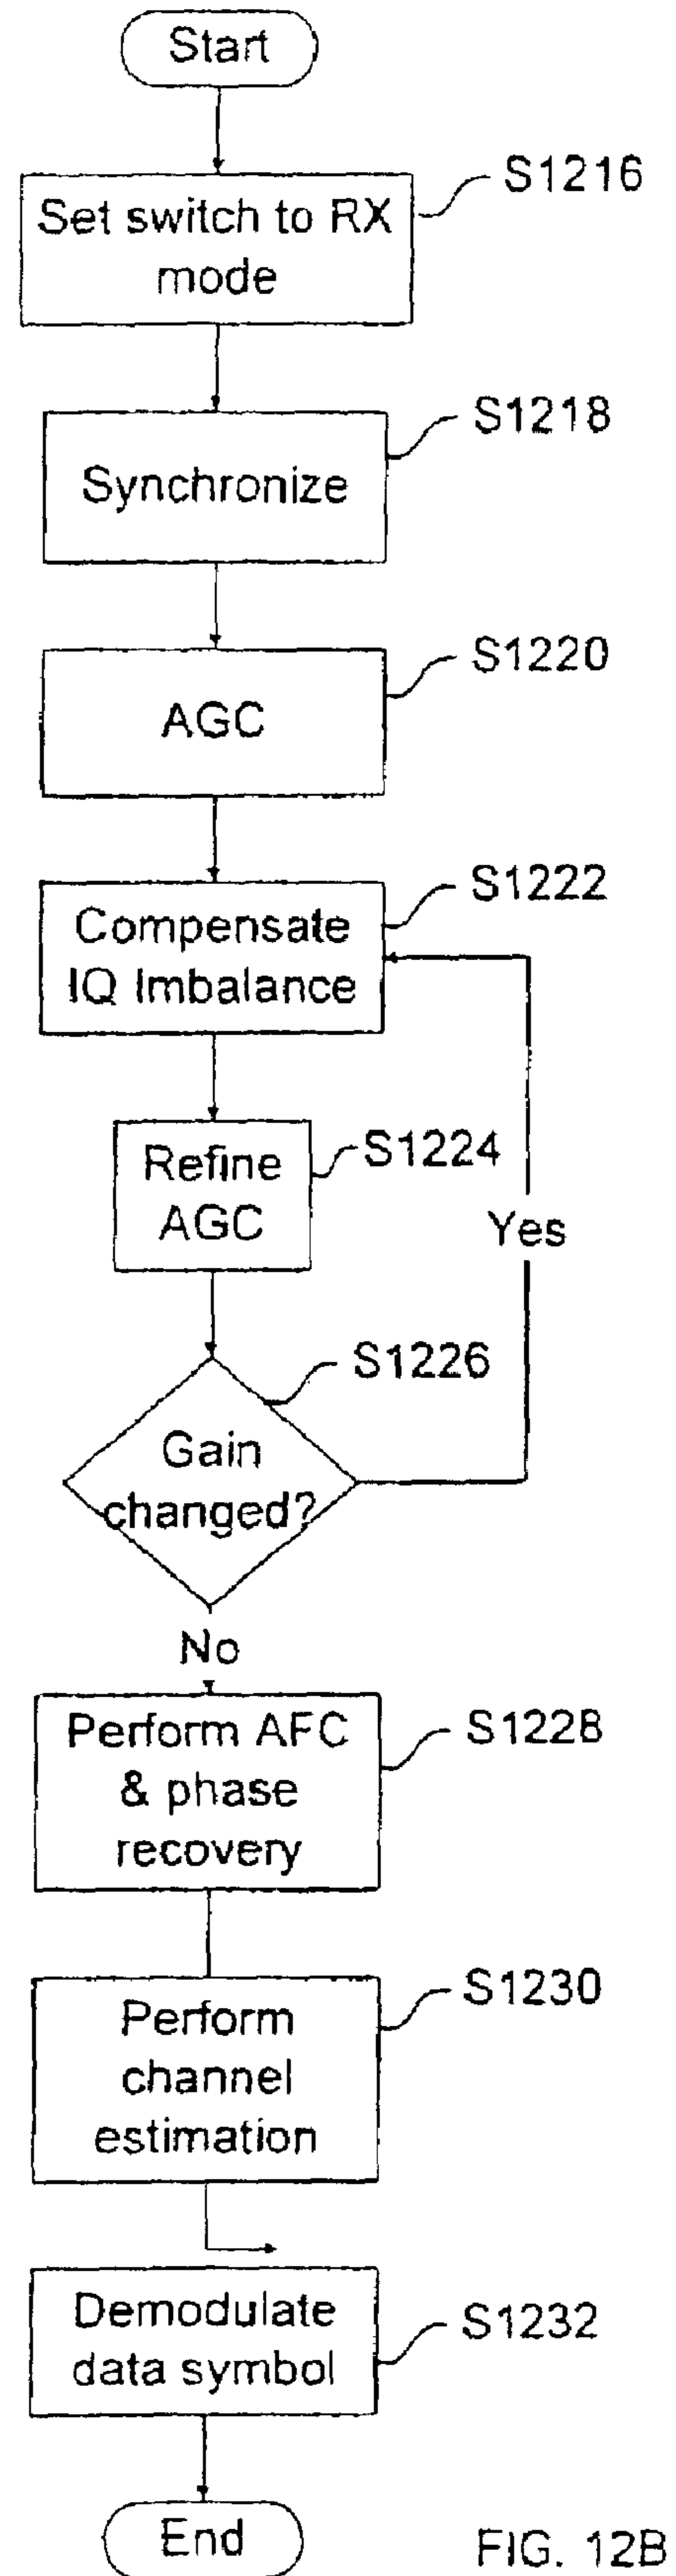 Start
S1216
Set switch to RX
mode
S1218
Synchronize
S1220
AGC
S1222
Compensate
IQ Imbalance
S1224
Refine
AGC
Yes
S1226
Gain
changed?
No
S1228
Perform AFC
& phase
recovery
S1230
Perform
channel
estimation
S1232
Demodulate
data symbol
End
FIG. 12B